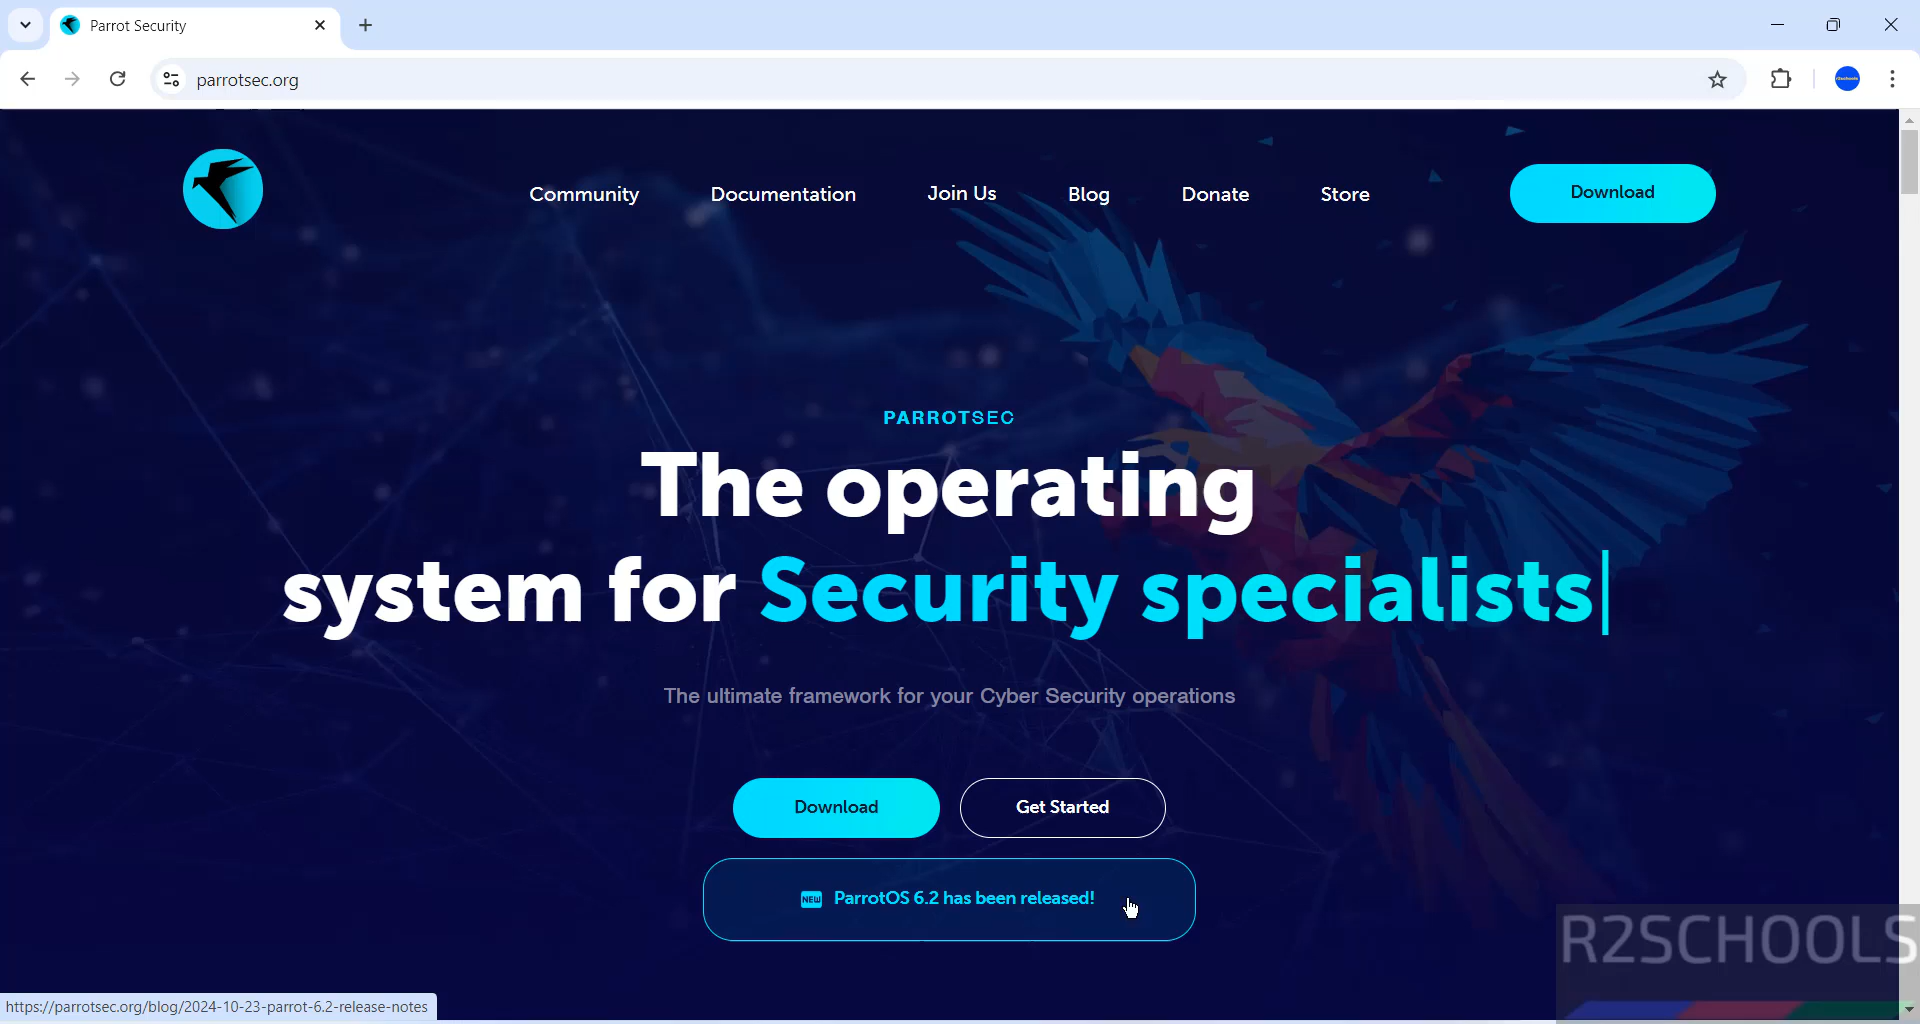 Parrot Security
parrotsec.org
Community Documentation Join Us Blog Donate Store Download
PARROTSEC
The operating
system for Security specialists
The ultimate framework for your Cyber Security operations
Download Get Started
NEW ParrotOS 6.2 has been released!
R2SCHOOLS
https://parrotsec.org/blog/2024-10-23-parrot-6.2-release-notes